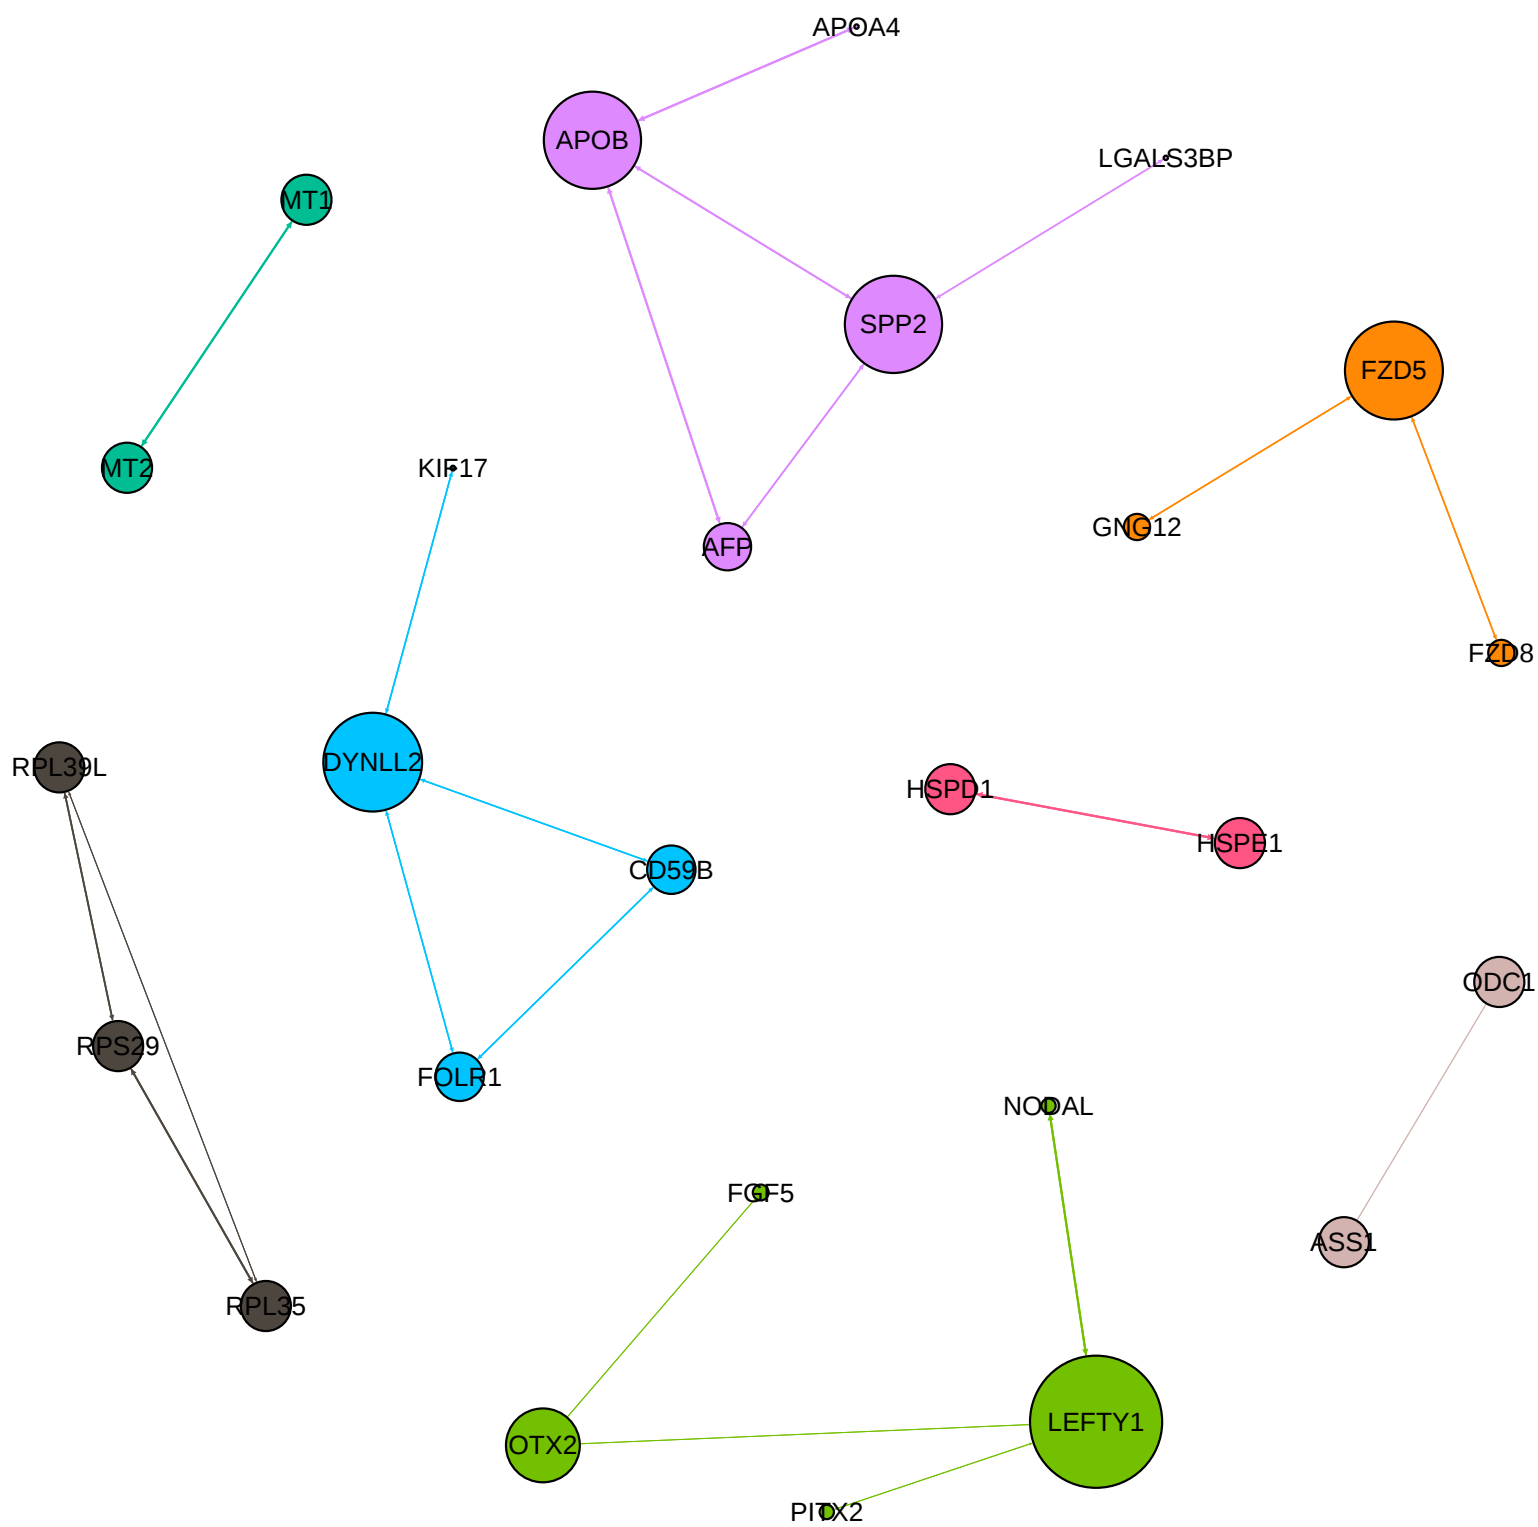 APOA4
APOB
LGALS3BP
MT1
SPP2
FZD5
MT2
KIF17
GNG12
AFP
FZD8
DYNLL2
RPL39L
HSPD1
HSPE1
CD59B
ODC1
RPS29
FOLR1
NODAL
FGF5
ASS1
RPL35
LEFTY1
OTX2
PITX2